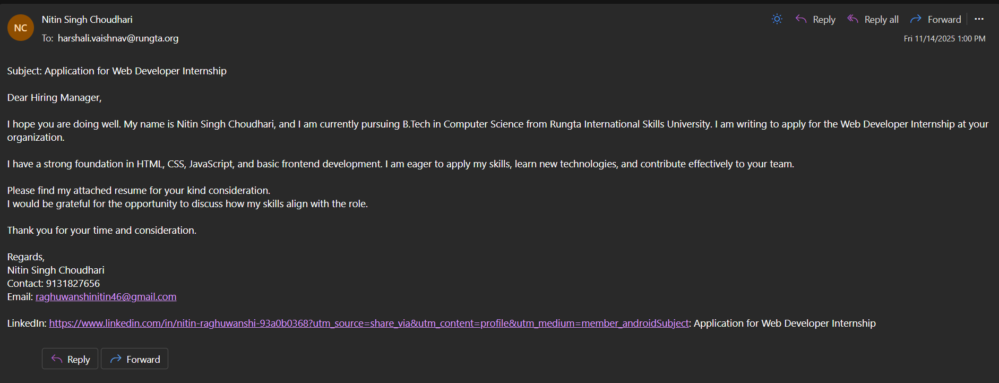 NC
Nitin Singh Choudhari
Reply
Reply all
Forward
To: harshali.vaishnav@rungta.org
Fri 11/14/2025 1:00 PM
Subject: Application for Web Developer Internship
Dear Hiring Manager,
I hope you are doing well. My name is Nitin Singh Choudhari, and I am currently pursuing B.Tech in Computer Science from Rungta International Skills University. I am writing to apply for the Web Developer Internship at your
organization.
I have a strong foundation in HTML, CSS, JavaScript, and basic frontend development. I am eager to apply my skills, learn new technologies, and contribute effectively to your team.
Please find my attached resume for your kind consideration.
I would be grateful for the opportunity to discuss how my skills align with the role.
Thank you for your time and consideration.
Regards,
Nitin Singh Choudhari
Contact: 9131827656
Email: raghuwanshinitin46@gmail.com
LinkedIn: https://www.linkedin.com/in/nitin-raghuwanshi-93a0b0368?utm_source=share_via&utm_content=profile&utm_medium=member_androidSubject: Application for Web Developer Internship
Reply
Forward